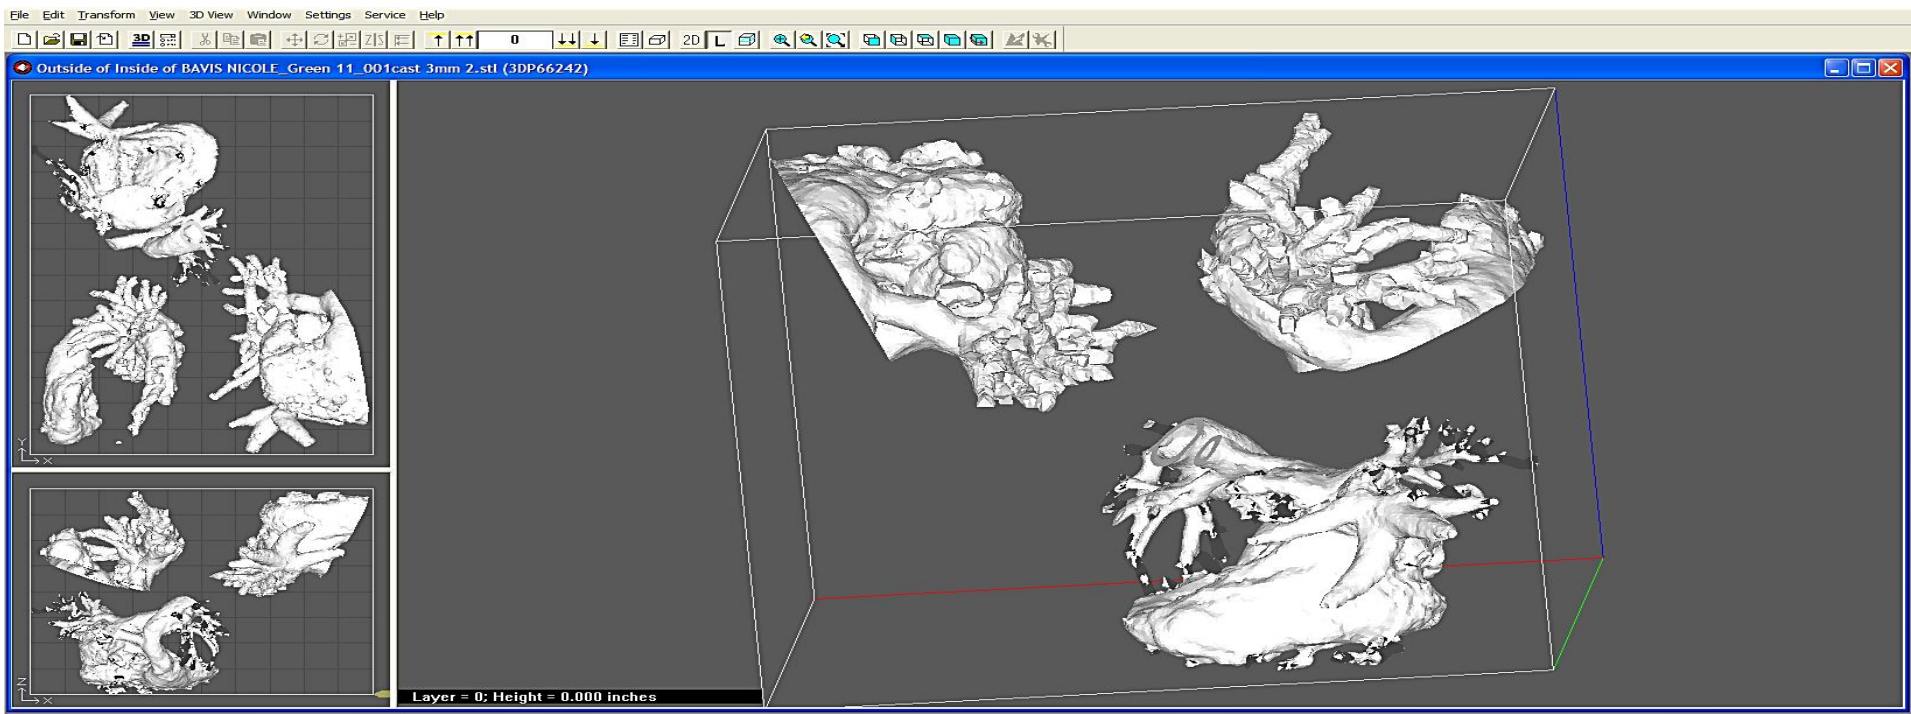 File Edit Transform View 3D View Window Settings Service Help
3D Z|S 0 2D L
Outside of Inside of BAVIS NICOLE_Green 11_001cast 3mm 2.stl (3DP66242)
Y
X
Z
X
Layer = 0; Height = 0.000 inches